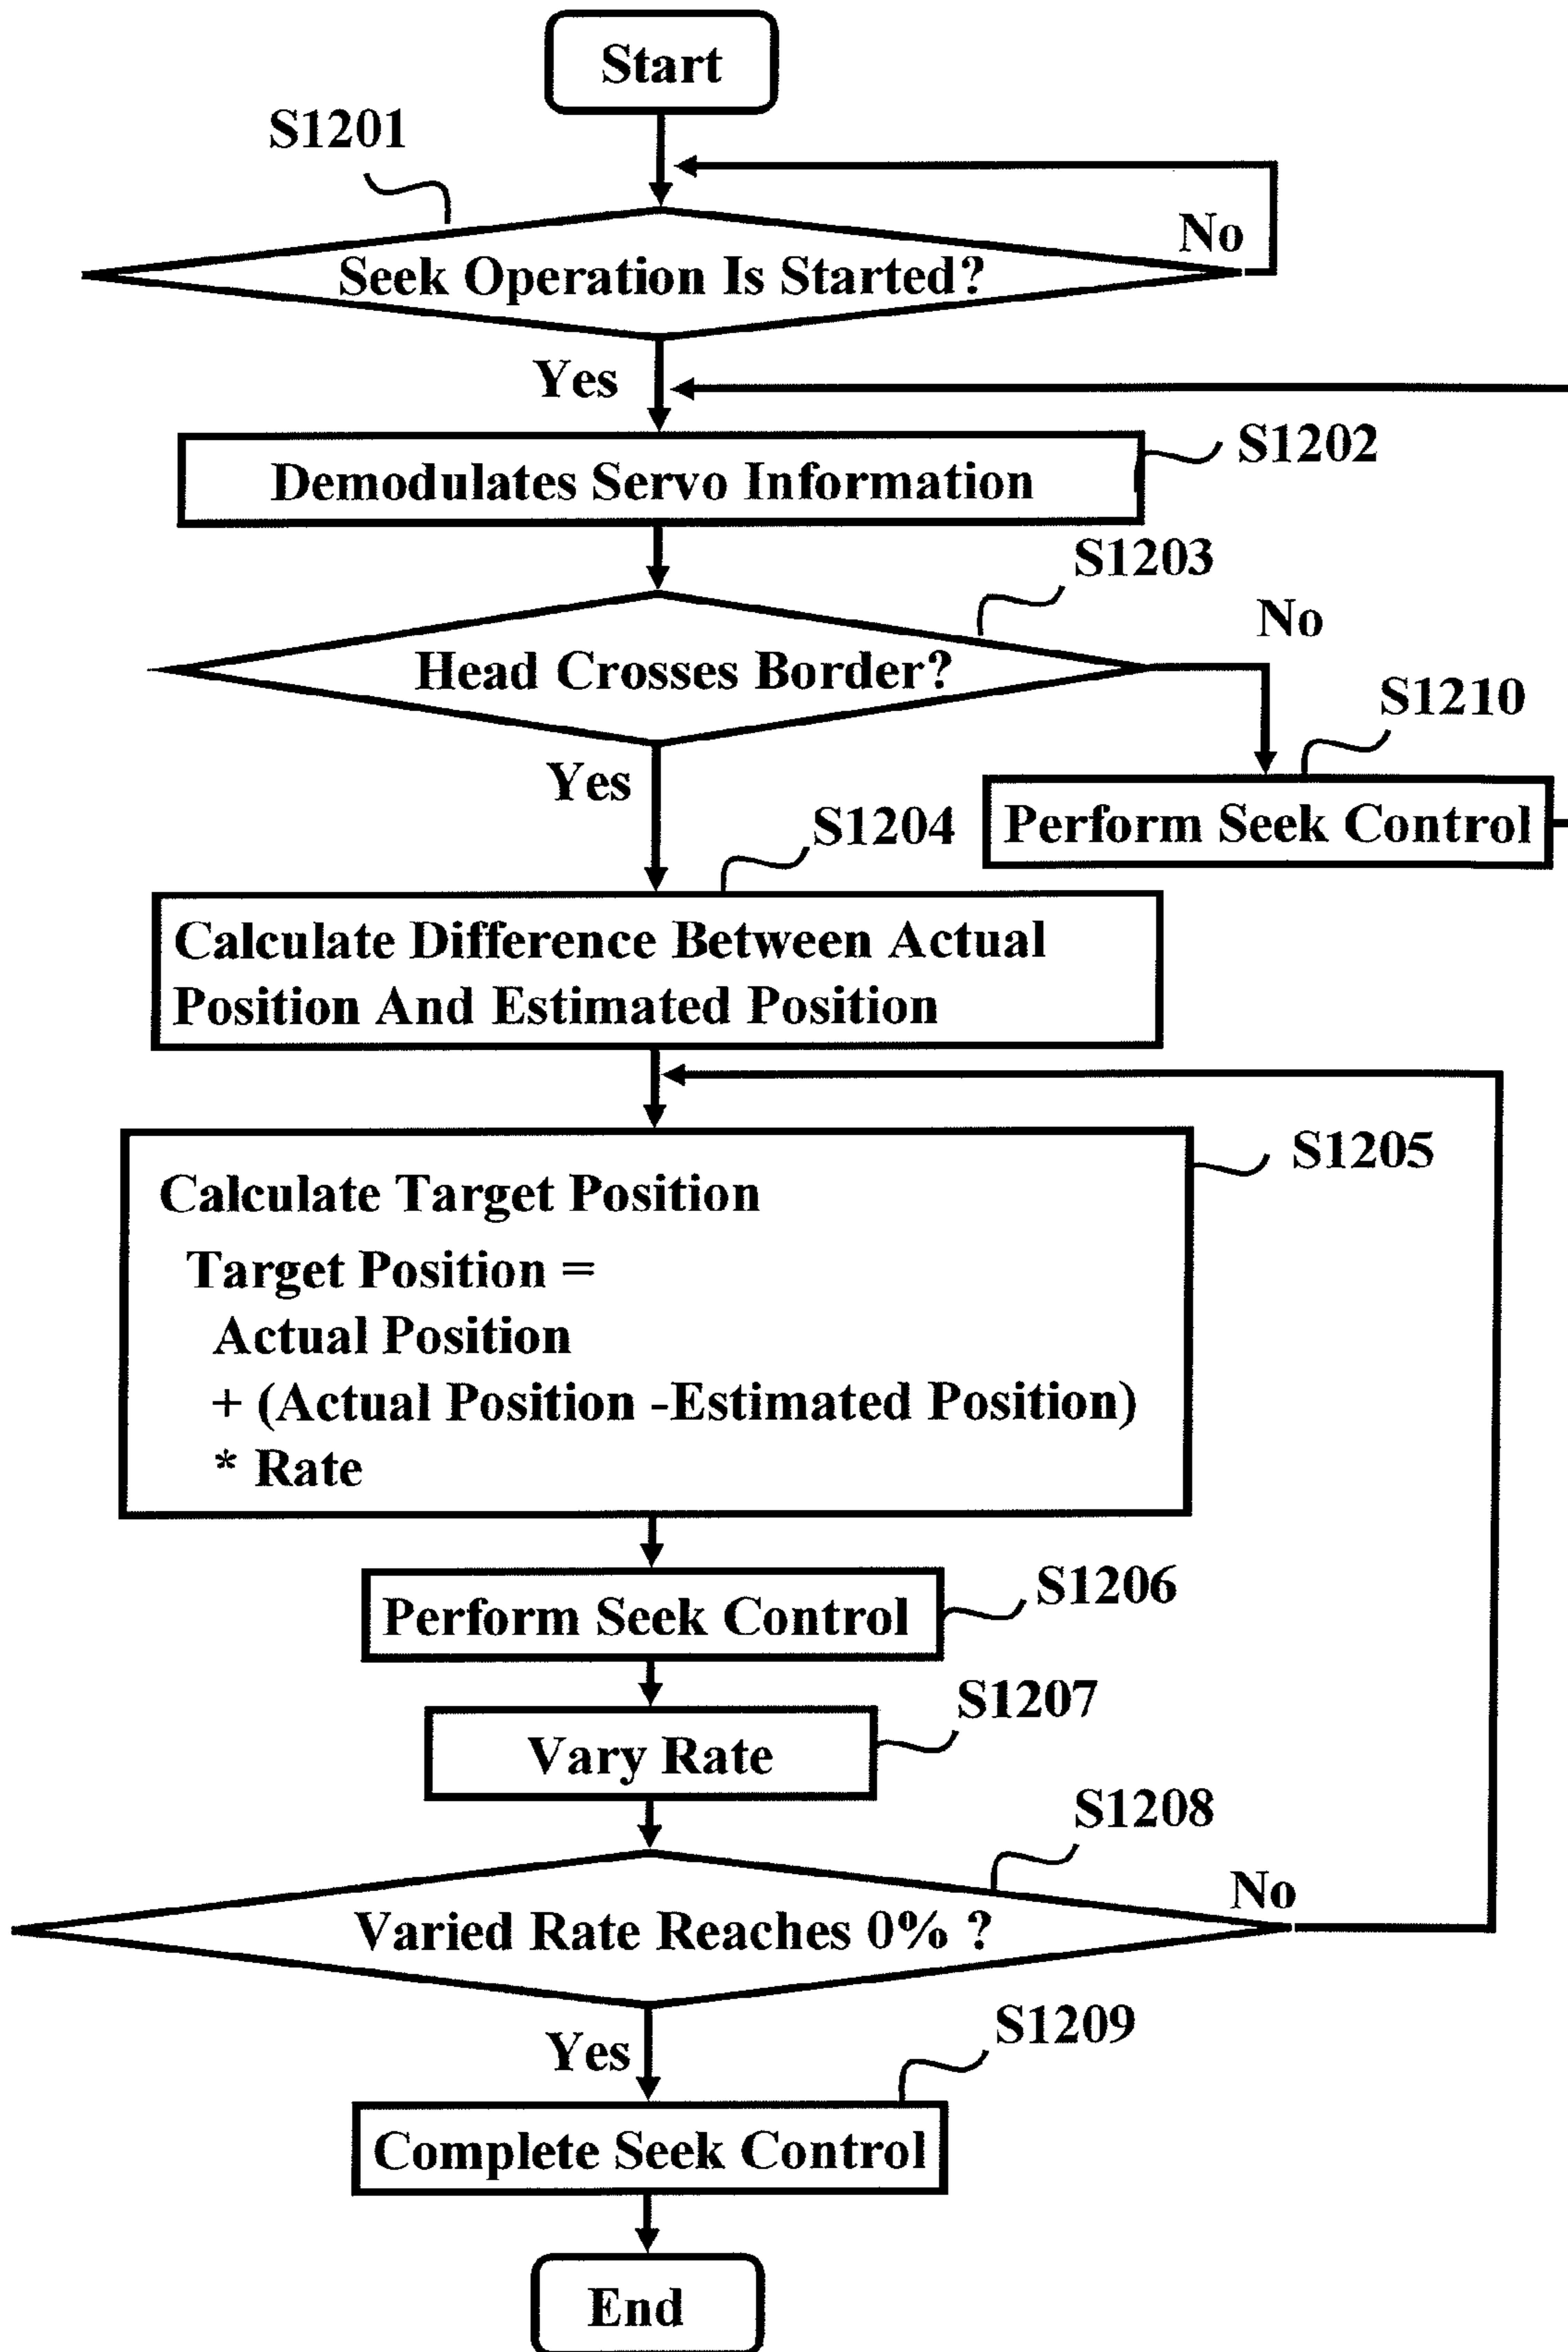 Start
S1201
No
Seek Operation Is Started?
Yes
S1202
Demodulates Servo Information
S1203
No
Head Crosses Border?
S1210
Yes
Perform Seek Control
S1204
Calculate Difference Between Actual
Position And Estimated Position
S1205
Calculate Target Position
Target Position =
Actual Position
+ (Actual Position -Estimated Position)
* Rate
S1206
Perform Seek Control
S1207
Vary Rate
S1208
No
Varied Rate Reaches 0% ?
S1209
Yes
Complete Seek Control
End